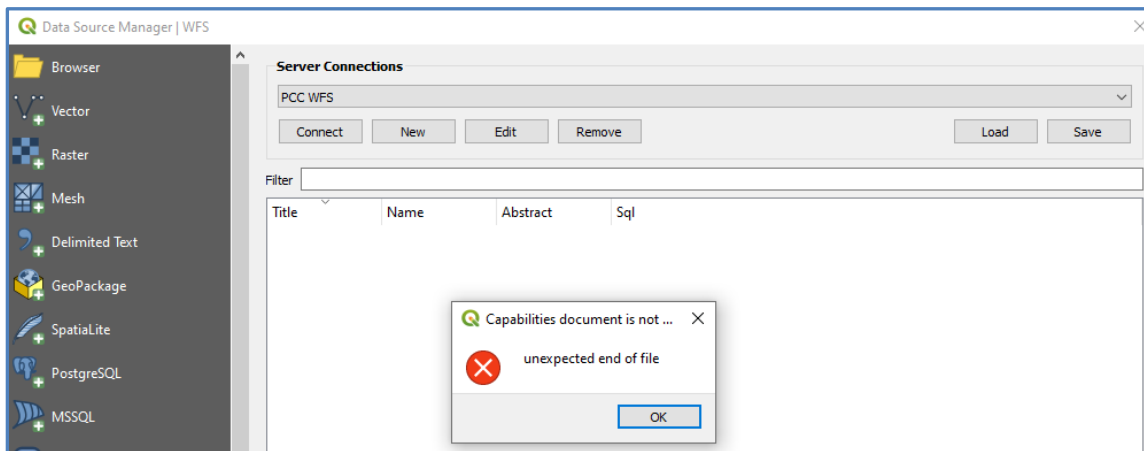 Data Source Manager | WFS
Browser
Vector
Raster
Mesh
Delimited Text
GeoPackage
SpatiaLite
PostgreSQL
MSSQL
Server Connections
PCC WFS
Connect New Edit Remove Load Save
Filter
Title Name Abstract Sql
Capabilities document is not ...
unexpected end of file
OK